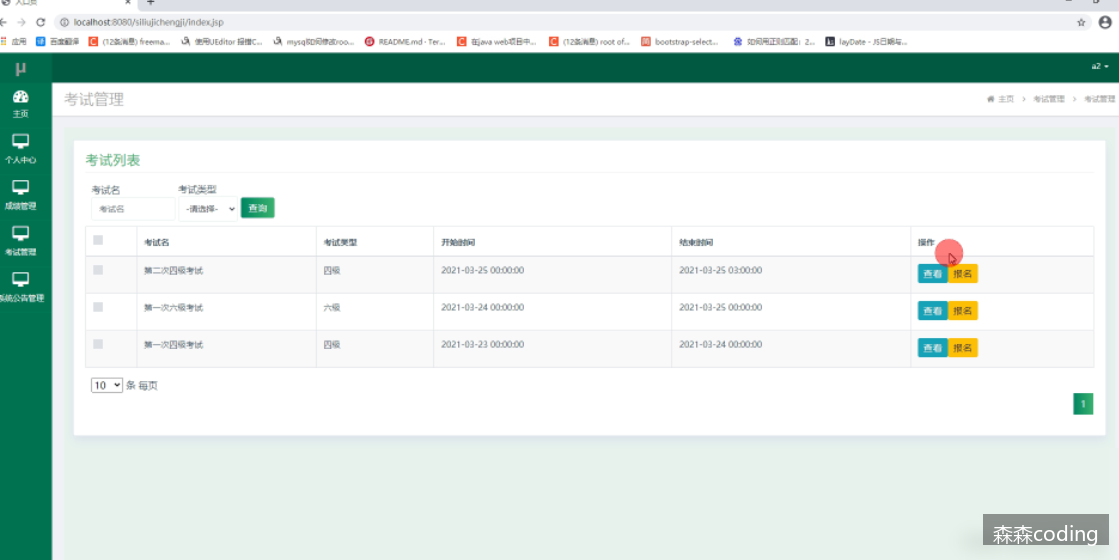 入口页
localhost:8080/siliujichengji/index.jsp
应用 百度翻译 (12条消息) freema... 使用UEditor 报错C... mysql如何修改roo... README.md · Ter... 在java web项目中... (12条消息) root of... bootstrap-select... 如何用正则匹配：2... layDate - JS日期与...
μ
a2
主页
个人中心
成绩管理
考试管理
系统公告管理
考试管理
主页 > 考试管理 > 考试管理
考试列表
考试名 考试类型
考试名 -请选择- 查询
考试名 考试类型 开始时间 结束时间 操作
第二次四级考试 四级 2021-03-25 00:00:00 2021-03-25 03:00:00 查看 报名
第一次六级考试 六级 2021-03-24 00:00:00 2021-03-25 00:00:00 查看 报名
第一次四级考试 四级 2021-03-23 00:00:00 2021-03-24 00:00:00 查看 报名
10 条 每页
1
森森coding